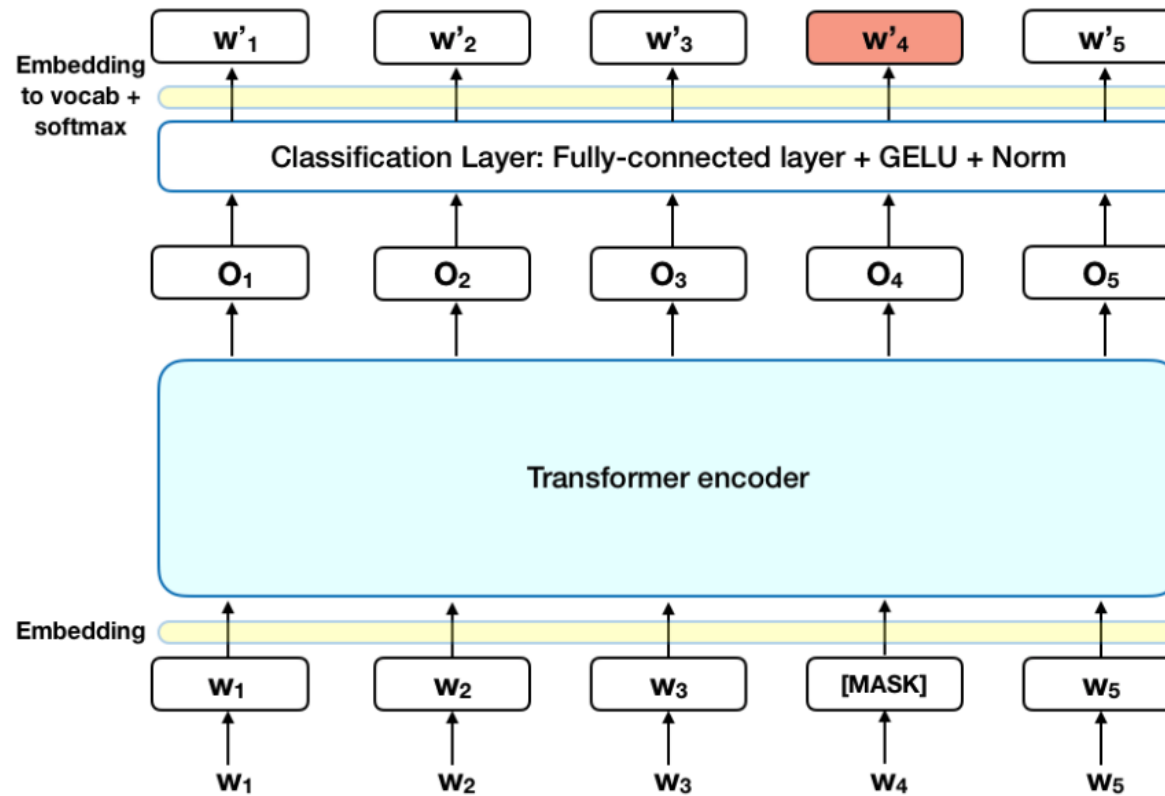 w’₁ w’₂ w’₃ w’₄ w’₅
Embedding
to vocab +
softmax
Classification Layer: Fully-connected layer + GELU + Norm
O₁ O₂ O₃ O₄ O₅
Transformer encoder
Embedding
w₁ w₂ w₃ [MASK] w₅
w₁ w₂ w₃ w₄ w₅